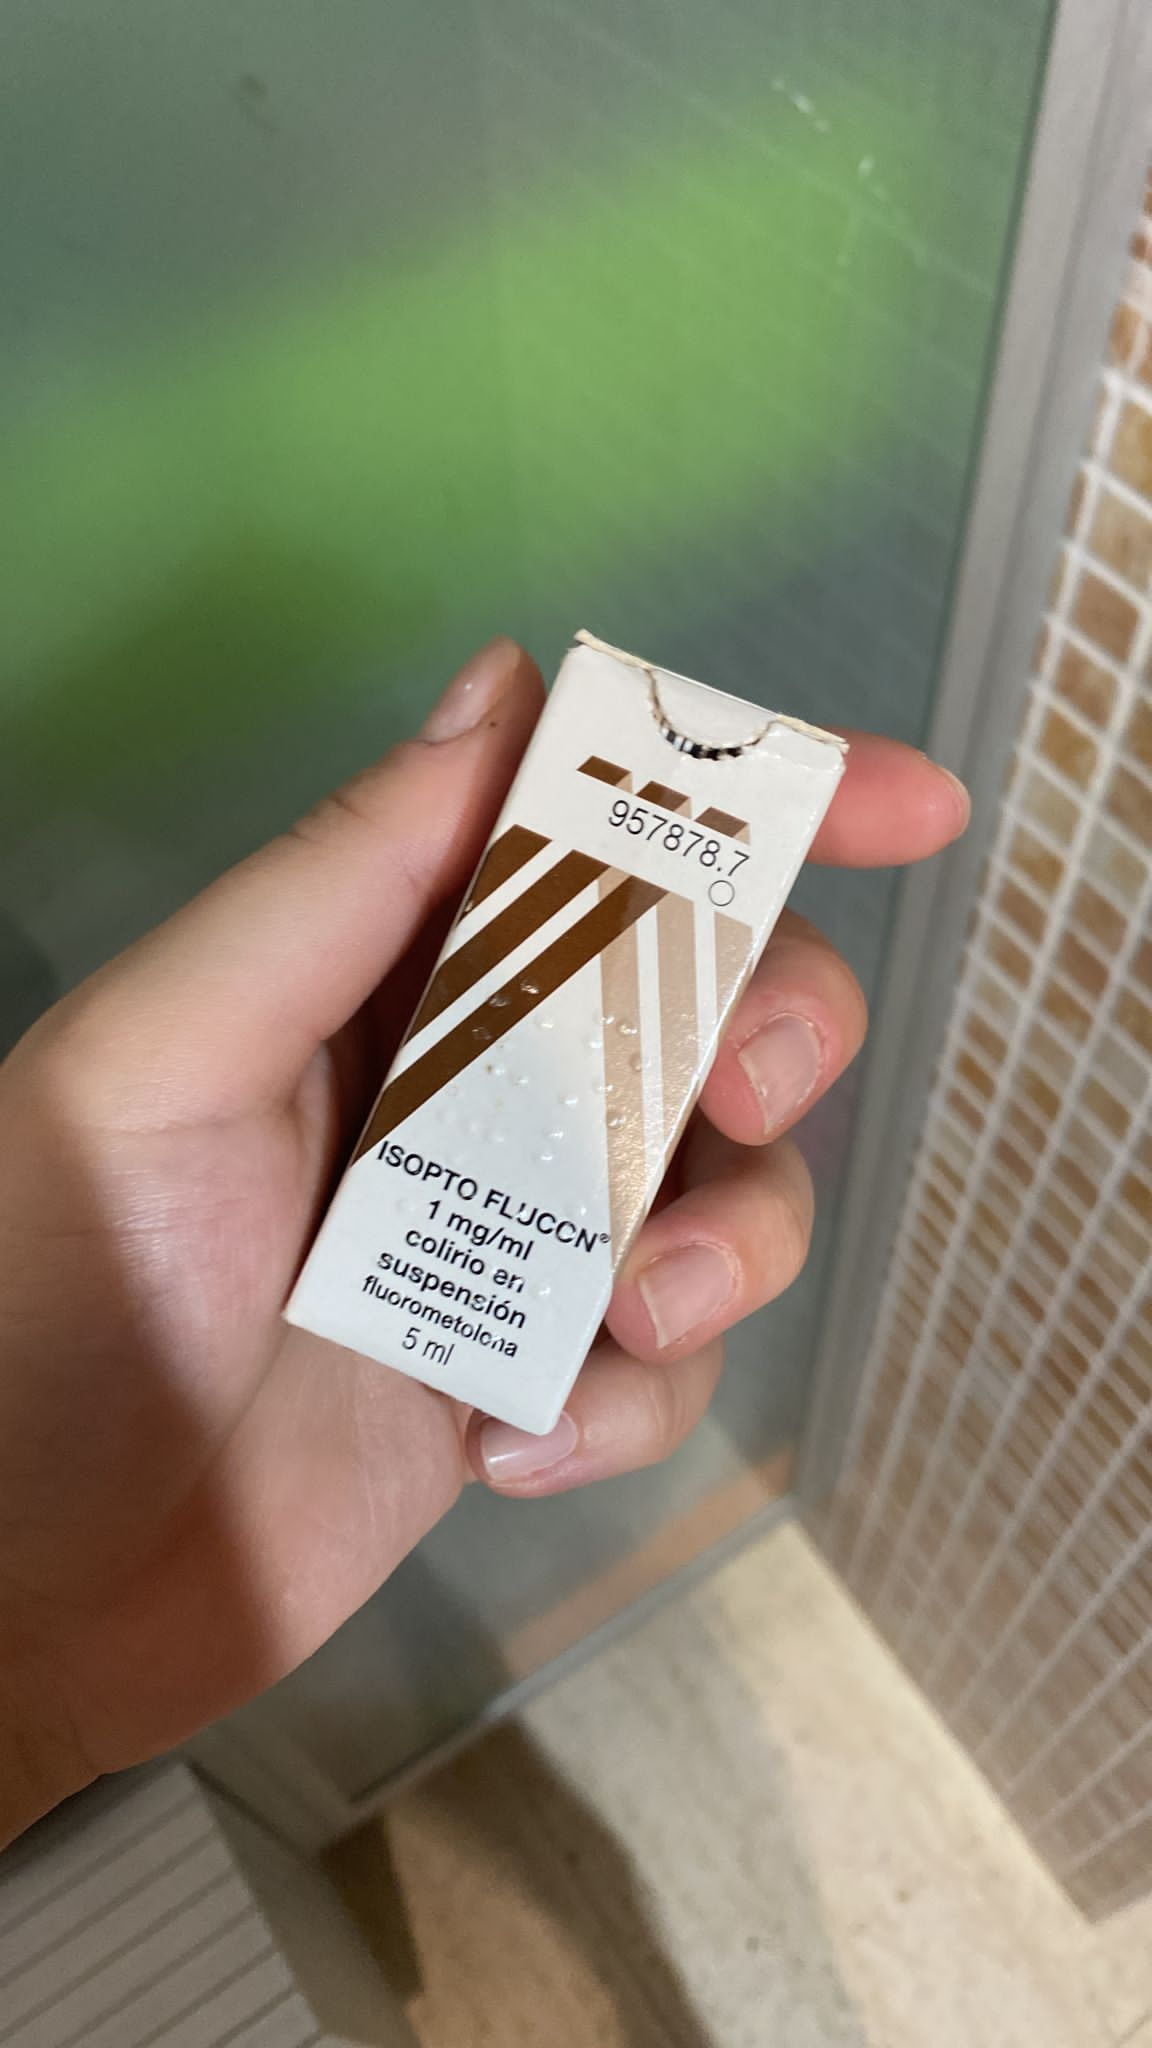 957878.7
ISOPTO FLUCON®
1 mg/ml
colirio en
suspensión
fluorometolona
5 ml